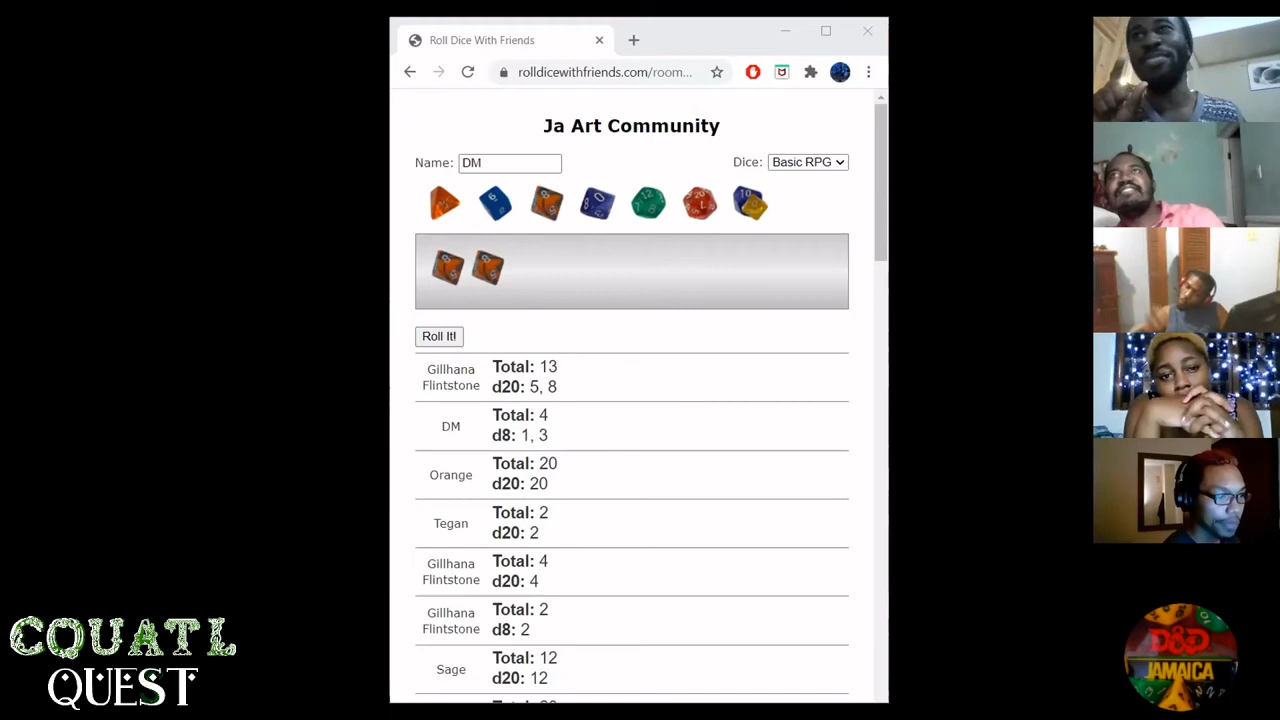 Roll Dice With Friends
rolldicewithfriends.com/room...
Ja Art Community
Name: DM
Dice: Basic RPG
Roll It!
Gillhana Flintstone
Total: 13
d20: 5, 8
DM
Total: 4
d8: 1, 3
Orange
Total: 20
d20: 20
Tegan
Total: 2
d20: 2
Gillhana Flintstone
Total: 4
d20: 4
Gillhana Flintstone
Total: 2
d8: 2
Sage
Total: 12
d20: 12
CQUATL
QUEST
D&D
JAMAICA